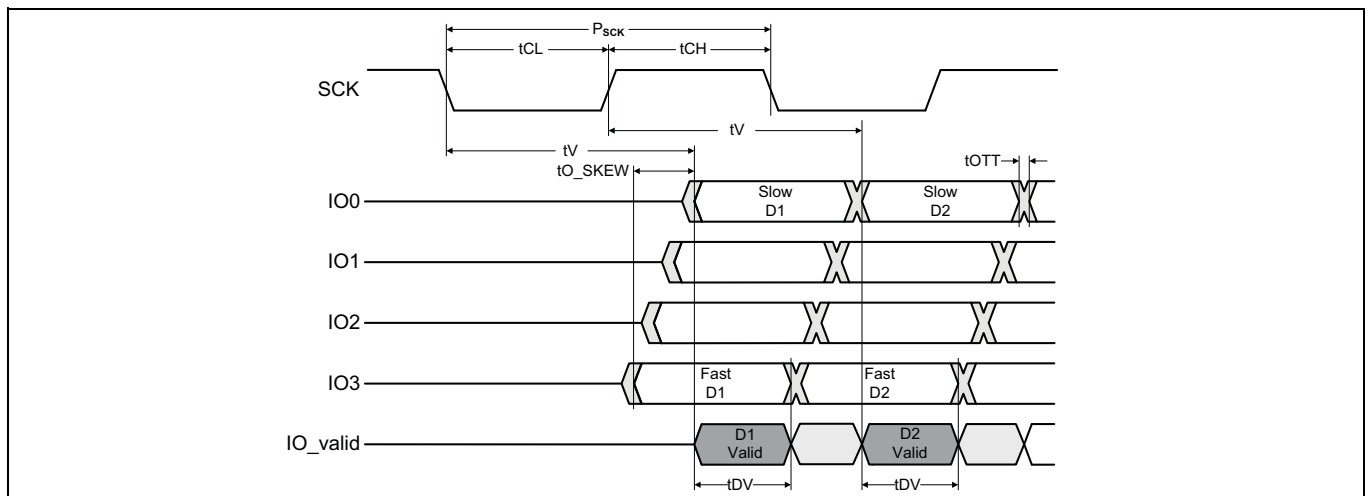 PSCK
tCL tCH
SCK
tV
tV
tO_SKEW tOTT
IO0 Slow D1 Slow D2
IO1
IO2
IO3 Fast D1 Fast D2
IO_valid D1 Valid D2 Valid
tDV tDV